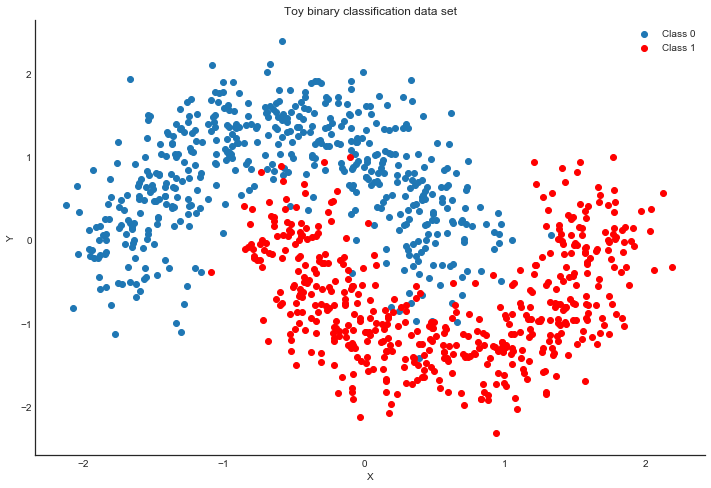 Toy binary classification data set
Class 0
Class 1
2
1
0
−1
−2
Y
−2
−1
0
1
2
X